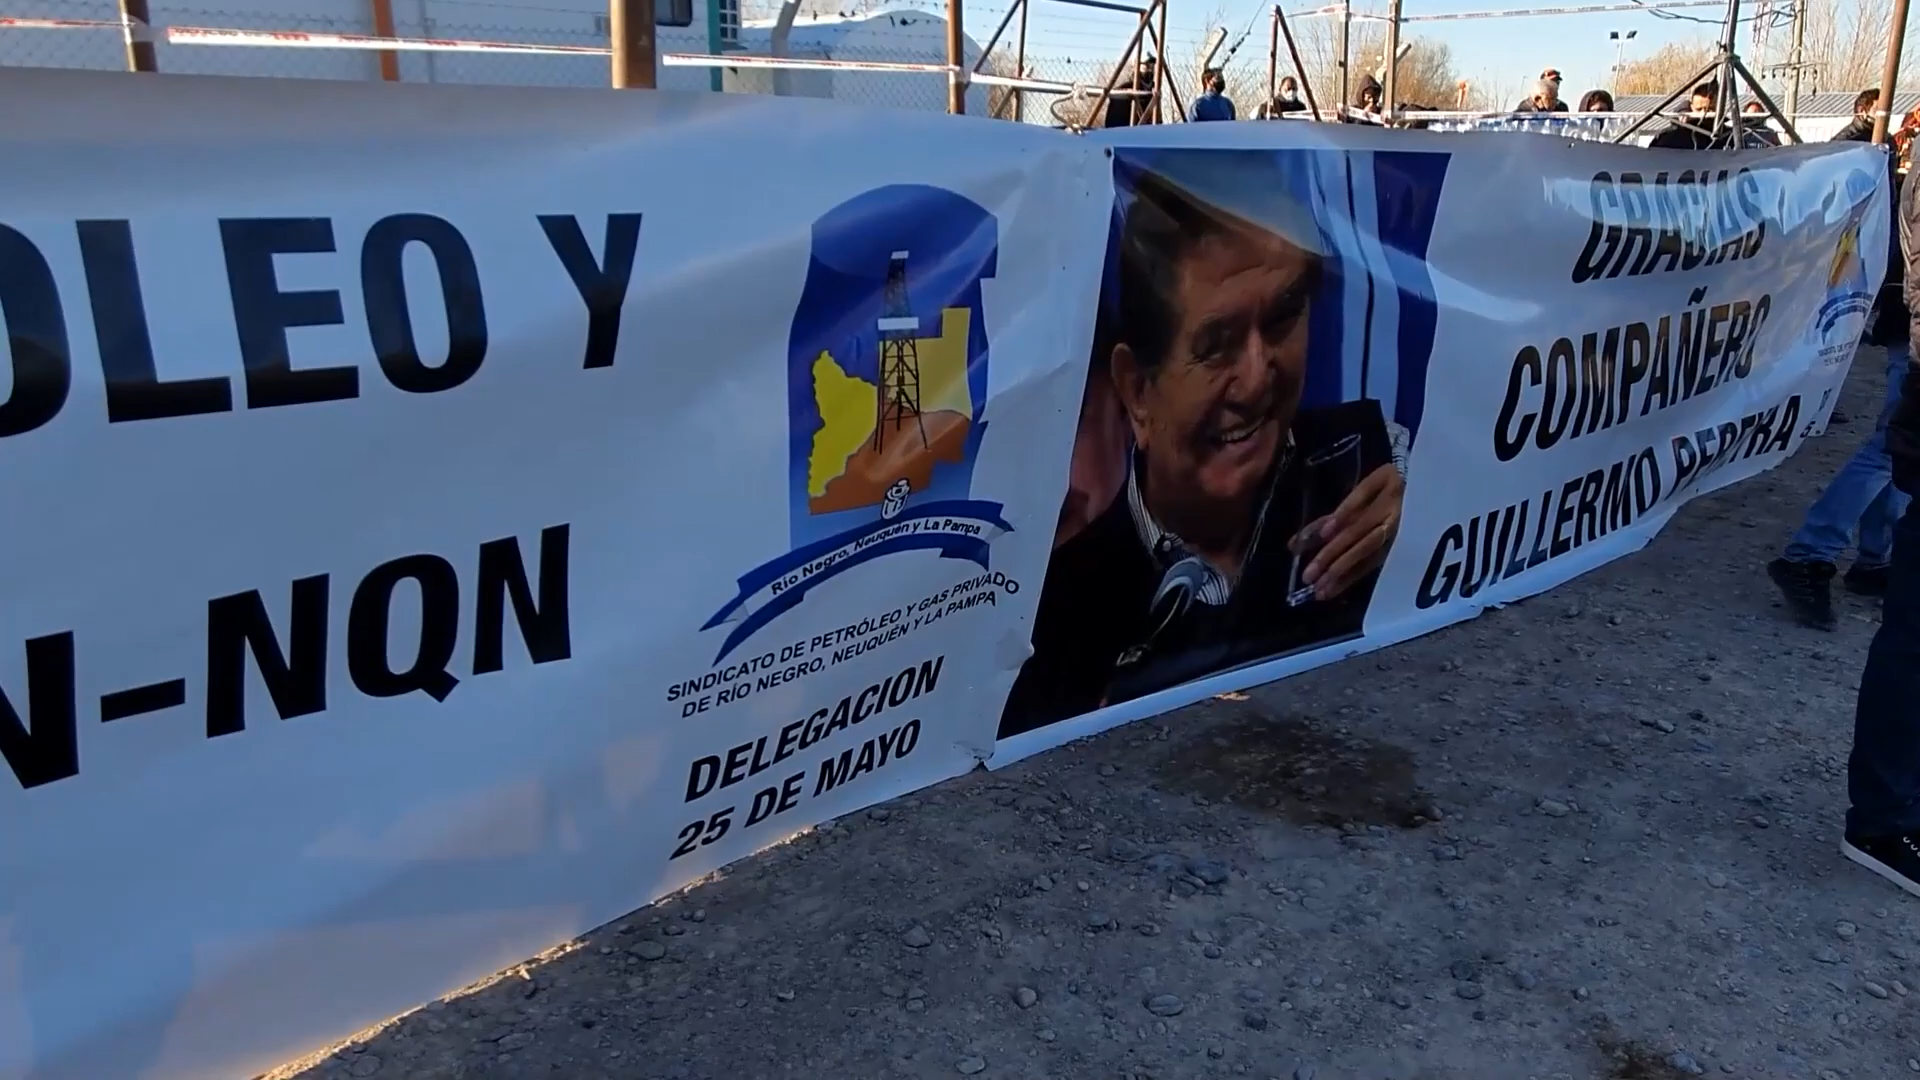 OLEO Y
N-NQN
Río Negro, Neuquén y La Pampa
SINDICATO DE PETRÓLEO Y GAS PRIVADO
DE RÍO NEGRO, NEUQUÉN Y LA PAMPA
DELEGACION
25 DE MAYO
GRACIAS
COMPAÑERO
GUILLERMO